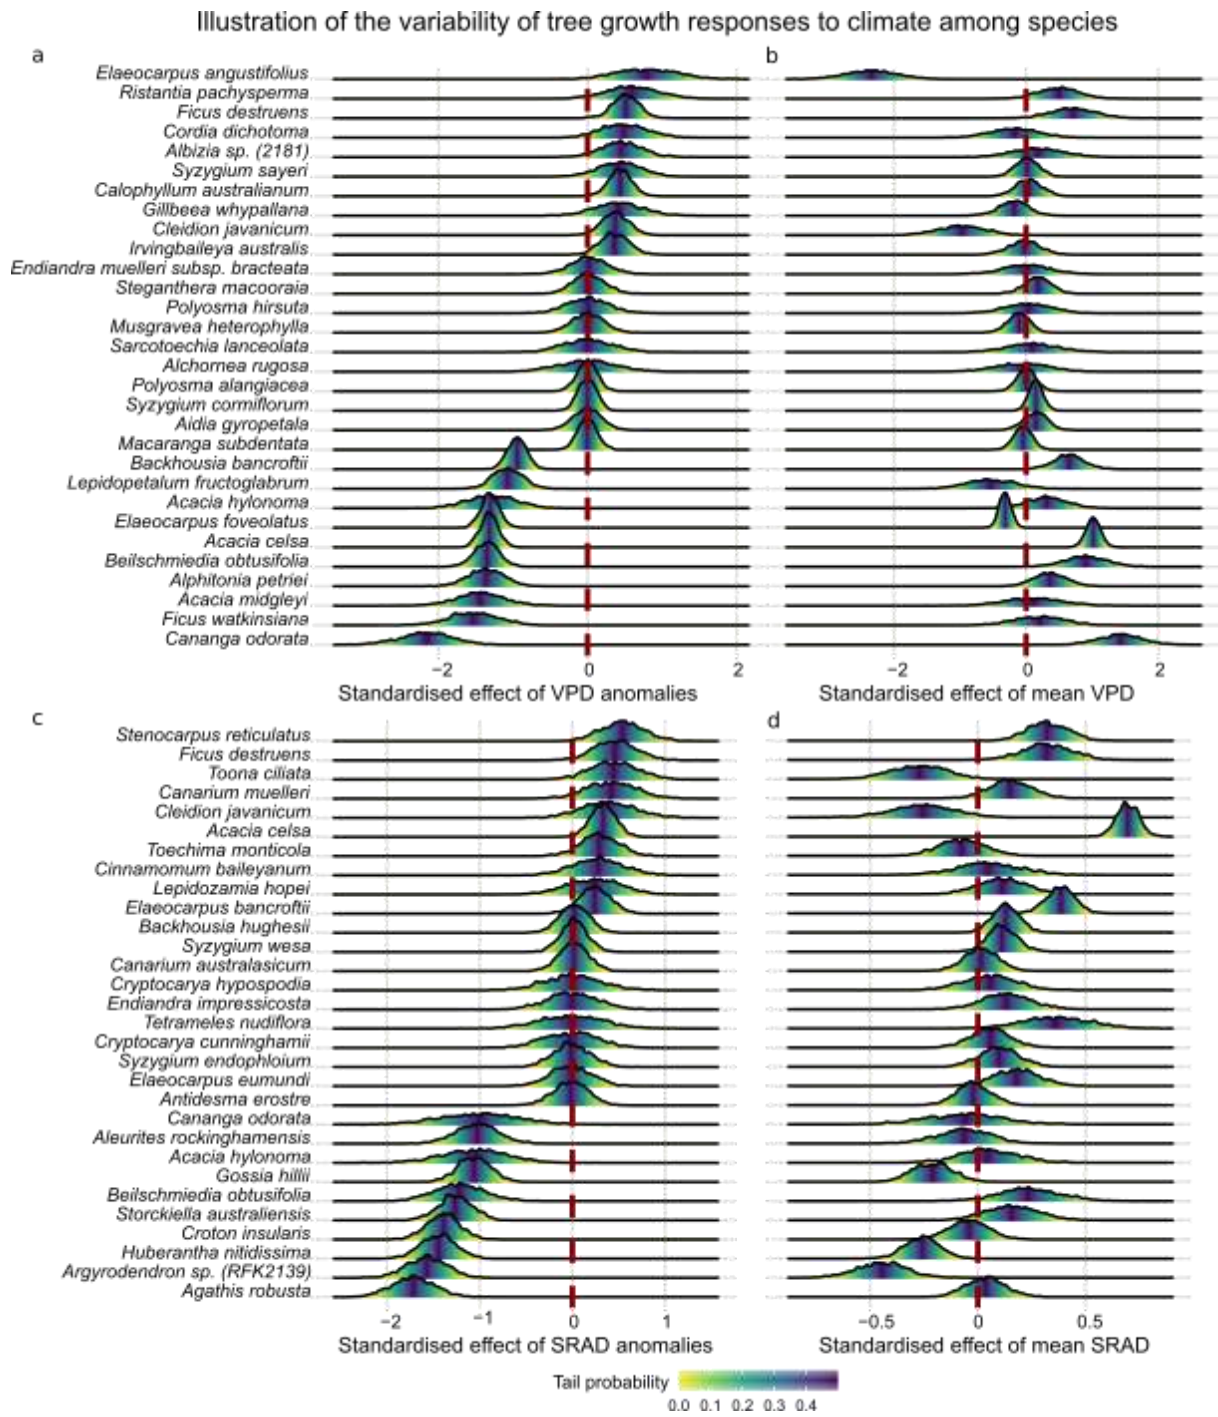 Illustration of the variability of tree growth responses to climate among species
a
b
Elaeocarpus angustifolius
Ristantia pachysperma
Ficus destruens
Cordia dichotoma
Albizia sp. (2181)
Syzygium sayeri
Calophyllum australianum
Gillbeea whypallana
Cleidion javanicum
Irvingbaileya australis
Endiandra muelleri subsp. bracteata
Steganthera macooraia
Polyosma hirsuta
Musgravea heterophylla
Sarcotoechia lanceolata
Alchornea rugosa
Polyosma alangiacea
Syzygium cormiflorum
Aidia gyropetala
Macaranga subdentata
Backhousia bancroftii
Lepidopetalum fructoglabrum
Acacia hylonoma
Elaeocarpus foveolatus
Acacia celsa
Beilschmiedia obtusifolia
Alphitonia petriei
Acacia midgleyi
Ficus watkinsiana
Cananga odorata
−2 0 2
−2 0 2
Standardised effect of VPD anomalies
Standardised effect of mean VPD
c
d
Stenocarpus reticulatus
Ficus destruens
Toona ciliata
Canarium muelleri
Cleidion javanicum
Acacia celsa
Toechima monticola
Cinnamomum baileyanum
Lepidozamia hopei
Elaeocarpus bancroftii
Backhousia hughesii
Syzygium wesa
Canarium australasicum
Cryptocarya hypospodia
Endiandra impressicosta
Tetrameles nudiflora
Cryptocarya cunninghamii
Syzygium endophloium
Elaeocarpus eumundi
Antidesma erostre
Cananga odorata
Aleurites rockinghamensis
Acacia hylonoma
Gossia hillii
Beilschmiedia obtusifolia
Storckiella australiensis
Croton insularis
Huberantha nitidissima
Argyrodendron sp. (RFK2139)
Agathis robusta
−2 −1 0 1
−0.5 0 0.5
Standardised effect of SRAD anomalies
Standardised effect of mean SRAD
Tail probability
0.0 0.1 0.2 0.3 0.4